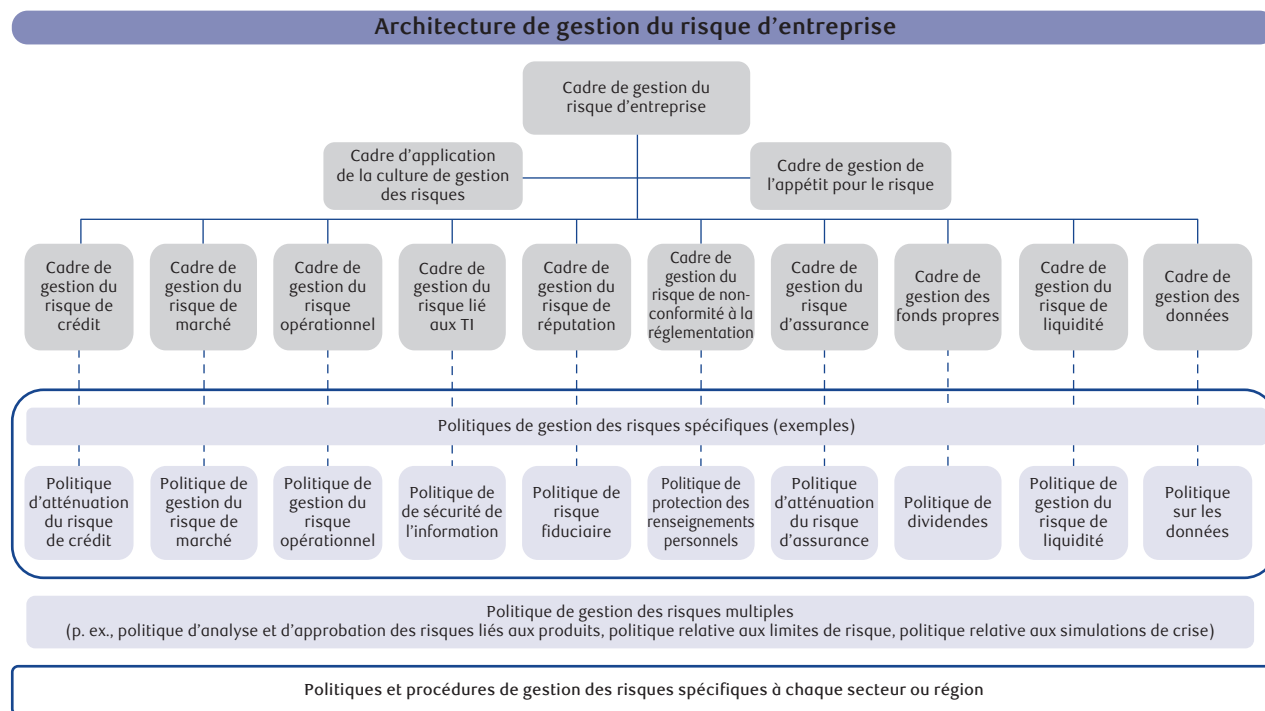 Architecture de gestion du risque d'entreprise
Cadre de gestion du
risque d'entreprise
Cadre d'application
de la culture de gestion
des risques
Cadre de gestion de
l'appétit pour le risque
Cadre de
gestion du
risque de
crédit
Cadre de
gestion du
risque de
marché
Cadre de
gestion du
risque
opérationnel
Cadre de
gestion du
risque lié
aux TI
Cadre de
gestion du
risque de
réputation
Cadre de
gestion du
risque de non-
conformité à la
réglementation
Cadre de
gestion du
risque
d'assurance
Cadre de
gestion des
fonds propres
Cadre de
gestion du
risque de
liquidité
Cadre de
gestion des
données
Politiques de gestion des risques spécifiques (exemples)
Politique
d'atténuation
du risque
de crédit
Politique de
gestion du
risque de
marché
Politique de
gestion du
risque
opérationnel
Politique de
de sécurité de
l'information
Politique de
risque
fiduciaire
Politique de
protection des
renseignements
personnels
Politique
d'atténuation
du risque
d'assurance
Politique de
dividendes
Politique de
gestion du
risque de
liquidité
Politique
sur les
données
Politique de gestion des risques multiples
(p. ex., politique d'analyse et d'approbation des risques liés aux produits, politique relative aux limites de risque, politique relative aux simulations de crise)
Politiques et procédures de gestion des risques spécifiques à chaque secteur ou région